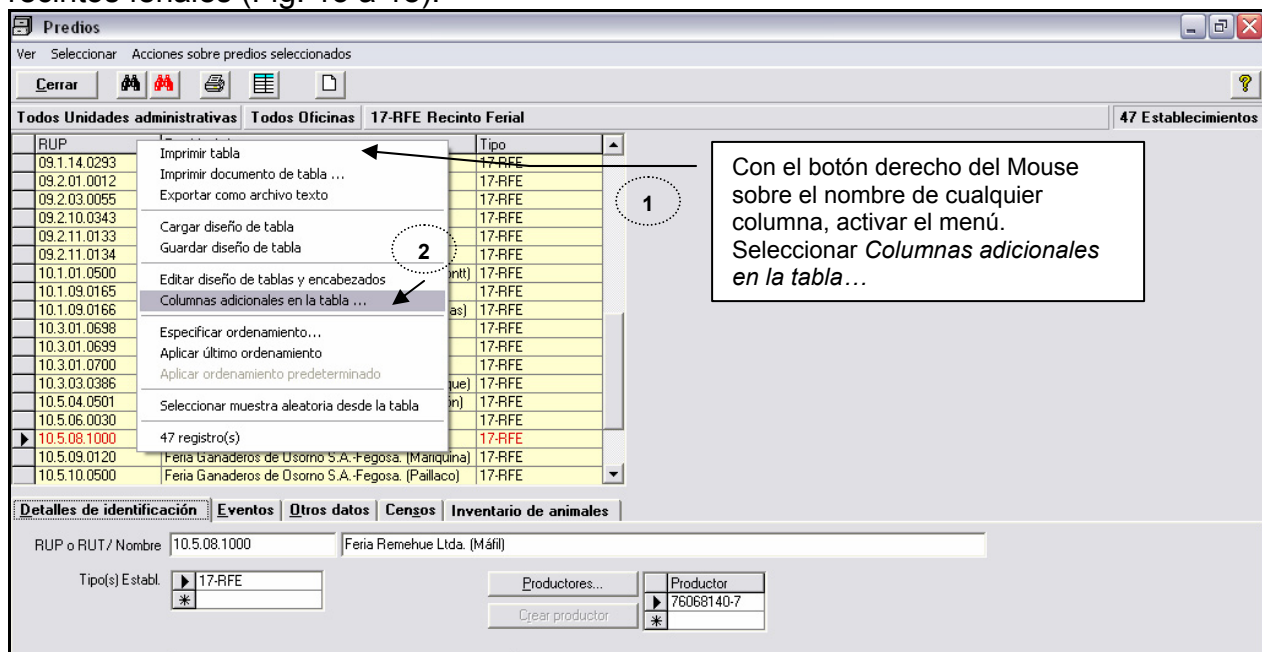 recintos feriales (Fig. 16 a 18).
Predios
Ver Seleccionar Acciones sobre predios seleccionados
Cerrar
Todos Unidades administrativas Todos Oficinas 17-RFE Recinto Ferial 47 Establecimientos
RUP Tipo
09.1.14.0293 17-RFE
09.2.01.0012 17-RFE
09.2.03.0055 17-RFE
09.2.10.0343 17-RFE
09.2.11.0133 17-RFE
09.2.11.0134 17-RFE
10.1.01.0500 ontt) 17-RFE
10.1.09.0165 17-RFE
10.1.09.0166 as) 17-RFE
10.3.01.0698 17-RFE
10.3.01.0699 17-RFE
10.3.01.0700 17-RFE
10.3.03.0386 que) 17-RFE
10.5.04.0501 ón) 17-RFE
10.5.06.0030 17-RFE
10.5.08.1000 17-RFE
10.5.09.0120 Feria Ganaderos de Osorno S.A.-Fegosa. (Mariquina) 17-RFE
10.5.10.0500 Feria Ganaderos de Osorno S.A.-Fegosa. (Paillaco) 17-RFE
Imprimir tabla
Imprimir documento de tabla ...
Exportar como archivo texto
Cargar diseño de tabla
Guardar diseño de tabla
Editar diseño de tablas y encabezados
Columnas adicionales en la tabla ...
Especificar ordenamiento...
Aplicar último ordenamiento
Aplicar ordenamiento predeterminado
Seleccionar muestra aleatoria desde la tabla
47 registro(s)
1
2
Con el botón derecho del Mouse
sobre el nombre de cualquier
columna, activar el menú.
Seleccionar Columnas adicionales
en la tabla…
Detalles de identificación Eventos Otros datos Censos Inventario de animales
RUP o RUT/ Nombre 10.5.08.1000 Feria Remehue Ltda. (Máfil)
Tipo(s) Establ. 17-RFE
Productores... Productor
76068140-7
Crear productor